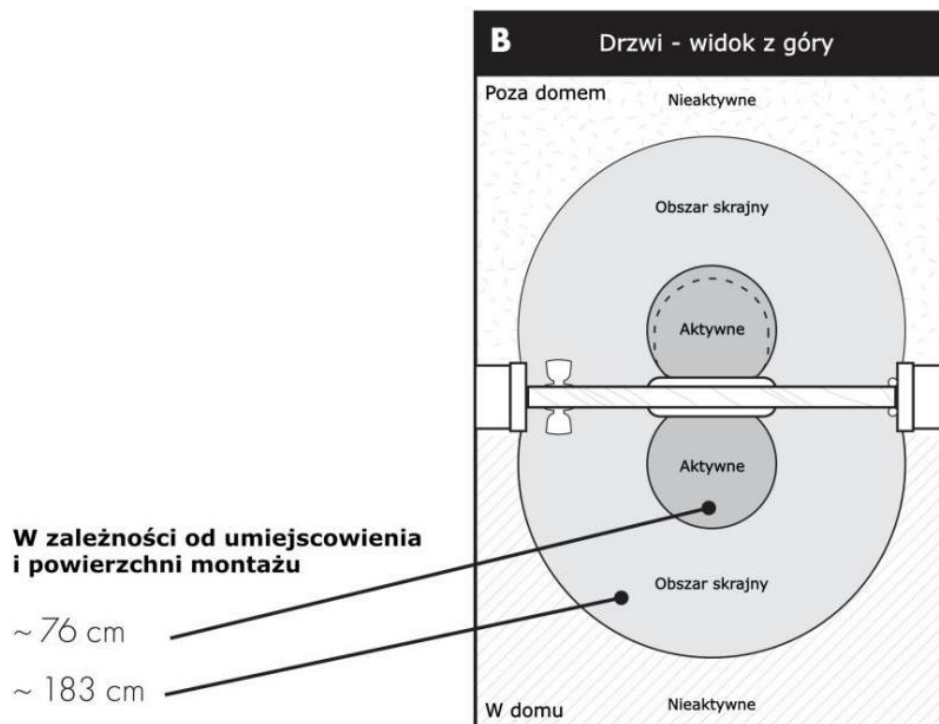 B Drzwi - widok z góry
Poza domem
Nieaktywne
Obszar skrajny
Aktywne
Aktywne
W zależności od umiejscowienia
i powierzchni montażu
Obszar skrajny
~ 76 cm
~ 183 cm
Nieaktywne
W domu